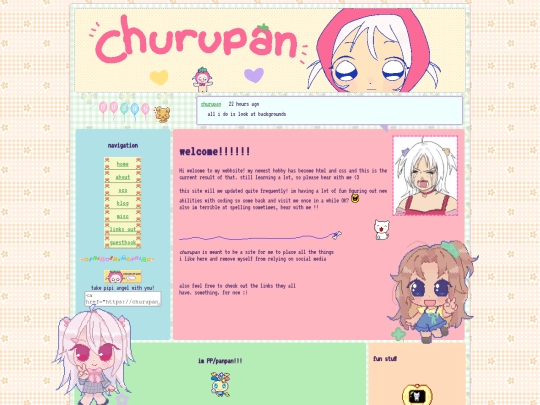 churupan
churupan 22 hours ago
all i do is look at backgrounds
navigation
home
about
oss
blog
misc
links out
guestbook
take pipi angel with you!
<a
href="https://churupan.
welcome!!!!!!
Hi welcome to my website! my newest hobby has become html and css and this is the
current result of that. still learning a lot, so please bear with me :3
this site will me updated quite frequently! im having a lot of fun figuring out new
abilities with coding so come back and visit me once in a while OK?
also im terrible at spelling sometimes, bear with me !!
churupan is meant to be a site for me to place all the things
i like here and remove myself from relying on social media
also feel free to check out the links they all
have. something, for now :)
im PP/panpan!!!
fun stuff